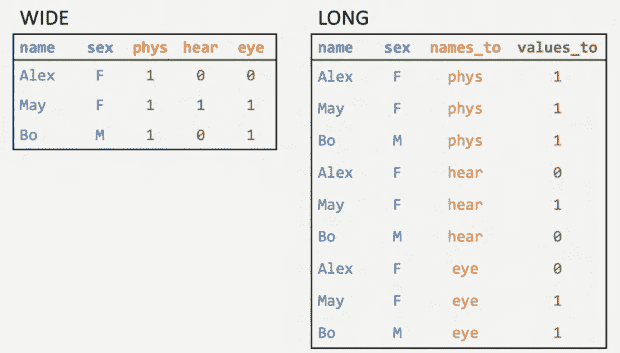 WIDE
name sex phys hear eye
Alex F 1 0 0
May F 1 1 1
Bo M 1 0 1
LONG
name sex names_to values_to
Alex F phys 1
May F phys 1
Bo M phys 1
Alex F hear 0
May F hear 1
Bo M hear 0
Alex F eye 0
May F eye 1
Bo M eye 1